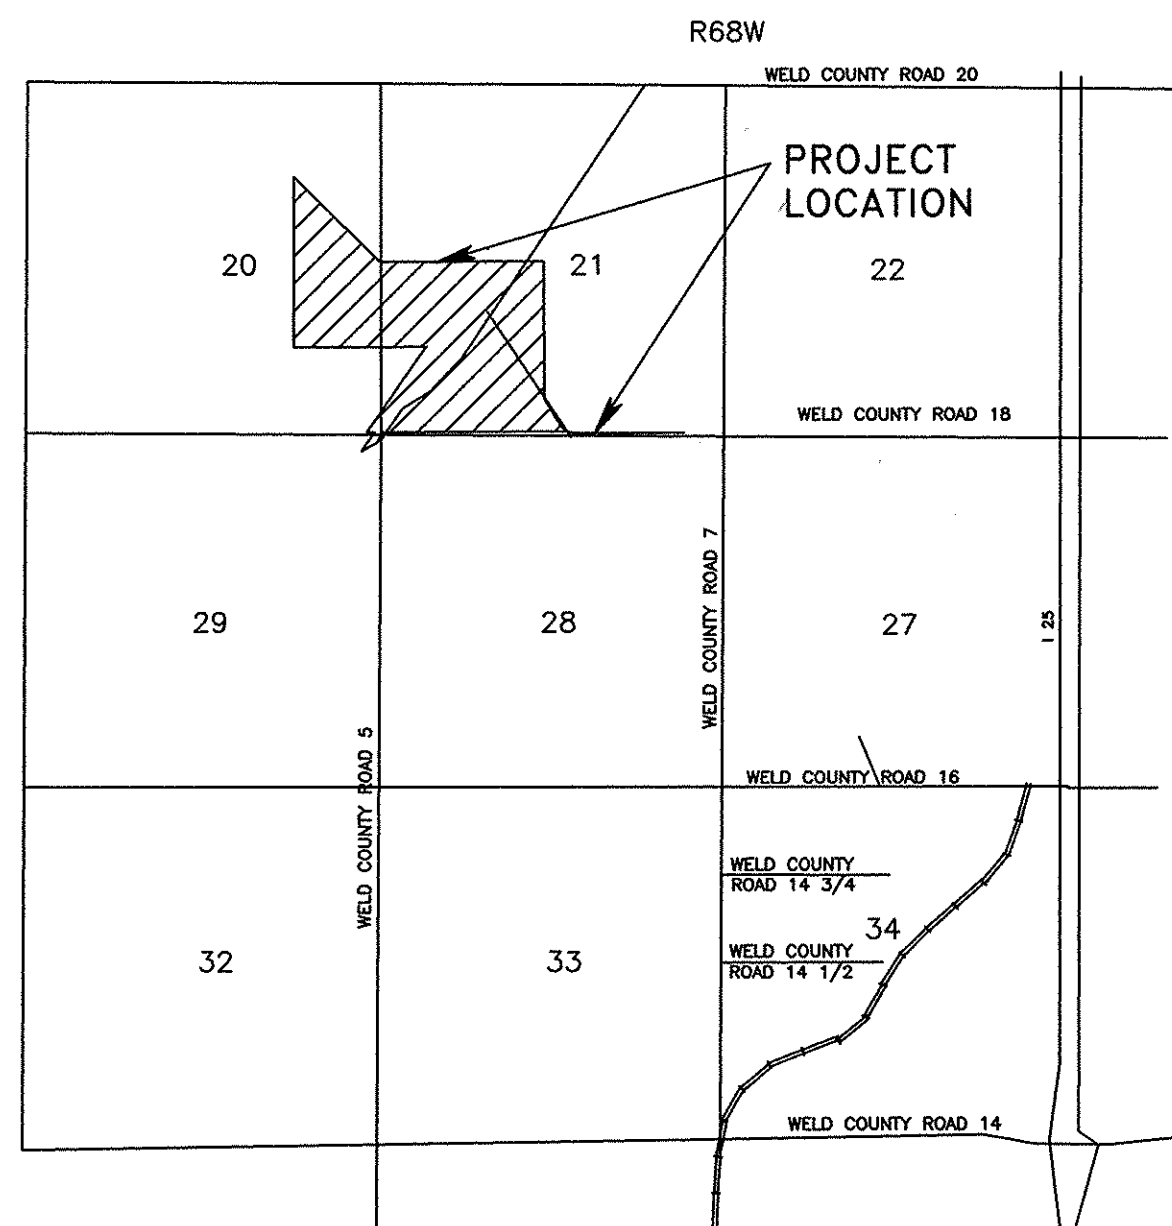 R68W
WELD COUNTY ROAD 20
PROJECT
LOCATION
20
21
22
WELD COUNTY ROAD 18
WELD COUNTY ROAD 7
29
28
27
I 25
WELD COUNTY ROAD 5
WELD COUNTY ROAD 16
WELD COUNTY
ROAD 14 3/4
34
WELD COUNTY
ROAD 14 1/2
32
33
WELD COUNTY ROAD 14